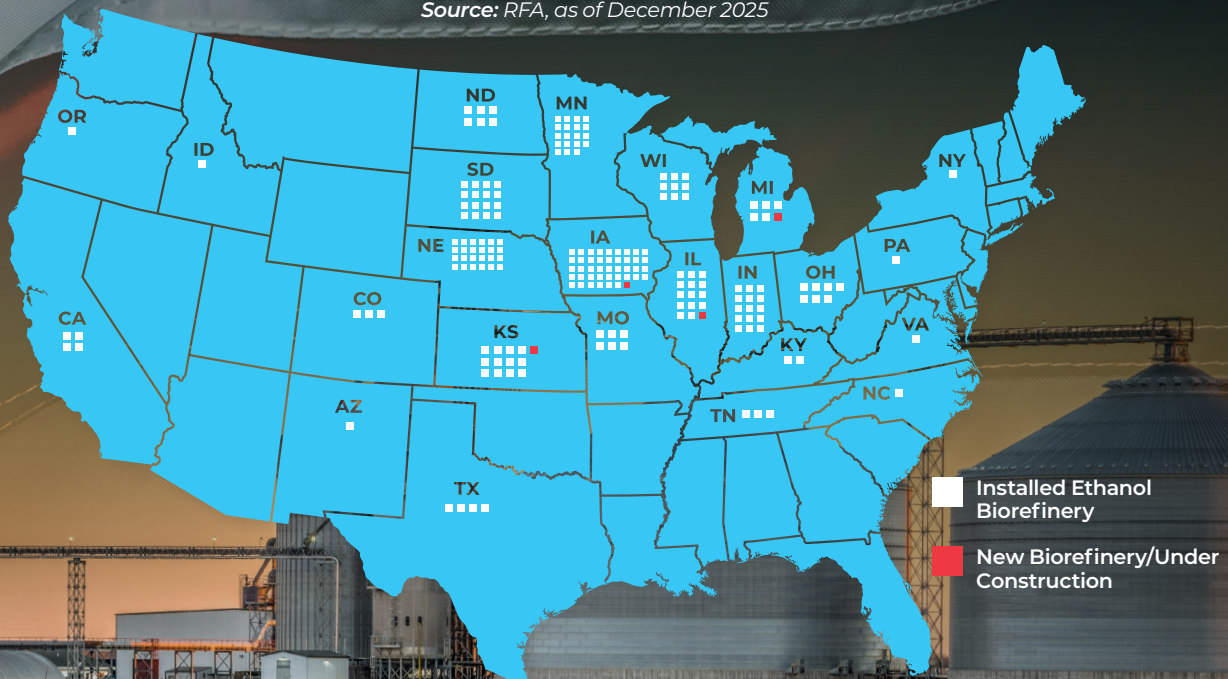 Source: RFA, as of December 2025
OR
ID
ND
MN
SD
WI
MI
NY
NE
IA
IL
IN
OH
PA
CA
CO
KS
MO
KY
VA
AZ
TN
NC
TX
Installed Ethanol
Biorefinery
New Biorefinery/Under
Construction